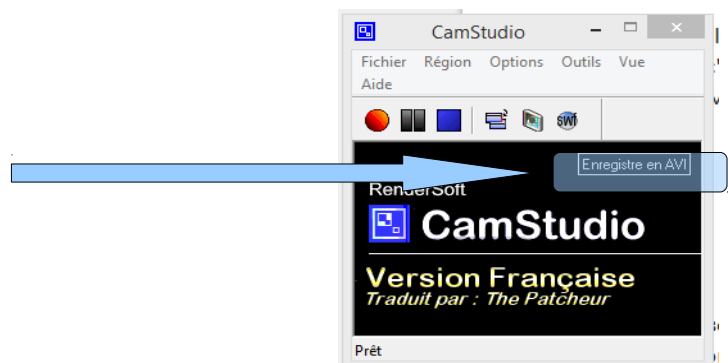 CamStudio
Fichier Région Options Outils Vue
Aide
SWf
Enregistre en AVI
RenderSoft
CamStudio
Version Française
Traduit par : The Patcheur
Prêt